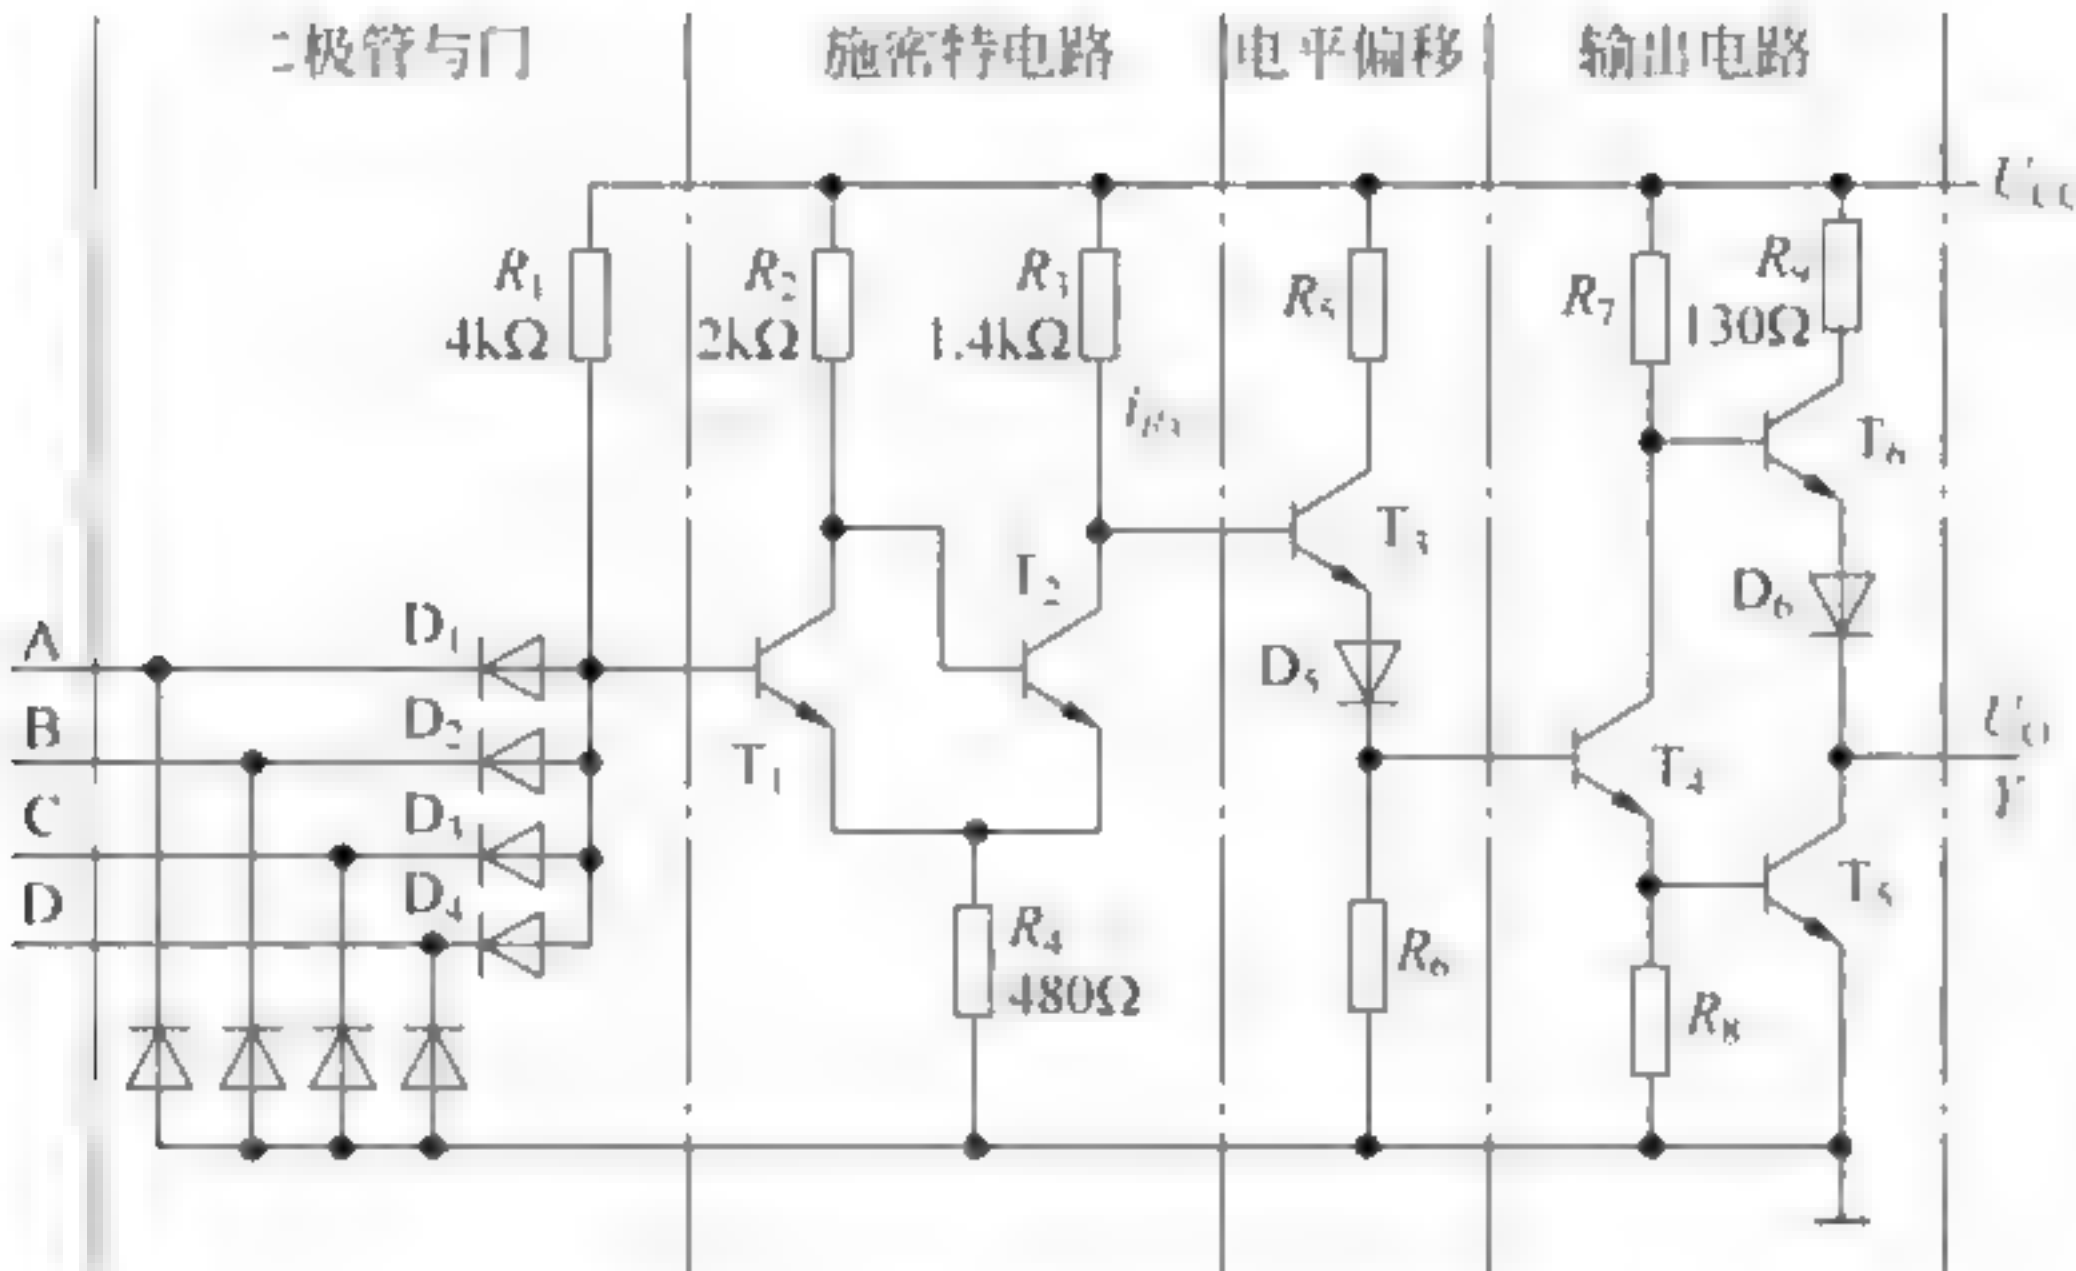 二极管与门 施密特电路 电平偏移 输出电路
U_CC
R₁ 4kΩ
R₂ 2kΩ
R₃ 1.4kΩ
R₅
R₇
R₉ 130Ω
T₆
T₃
T₂
D₆
A
D₁
D₅
B
D₂
T₁
T₄
U_O
Y
C
D₃
D
D₄
T₅
R₄ 480Ω
R₆
R₈